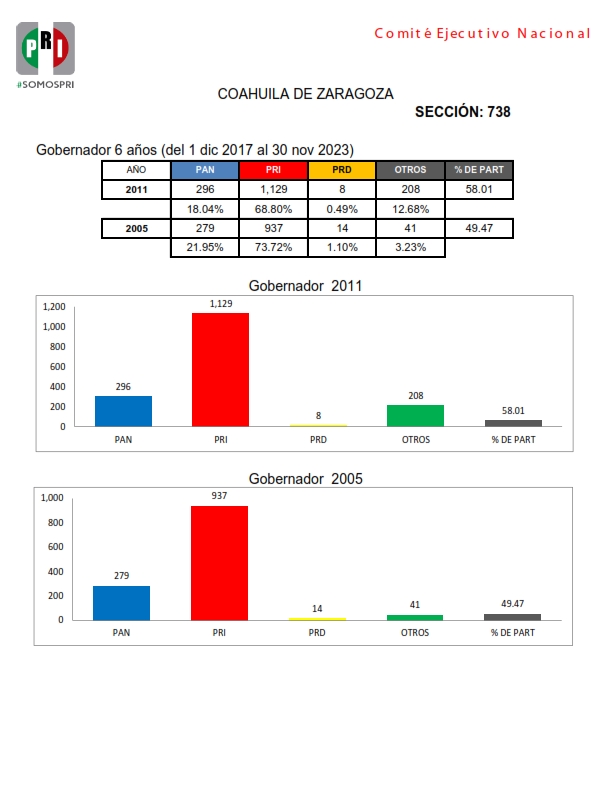 PRI
#SOMOSPRI
Comité Ejecutivo Nacional
COAHUILA DE ZARAGOZA
SECCIÓN: 738
Gobernador 6 años (del 1 dic 2017 al 30 nov 2023)
AÑO PAN PRI PRD OTROS % DE PART
2011 296 1,129 8 208 58.01
18.04% 68.80% 0.49% 12.68%
2005 279 937 14 41 49.47
21.95% 73.72% 1.10% 3.23%
Gobernador 2011
1,200
1,000
800
600
400
200
0
296
1,129
8
208
58.01
PAN PRI PRD OTROS % DE PART
Gobernador 2005
1,000
800
600
400
200
0
279
937
14
41
49.47
PAN PRI PRD OTROS % DE PART